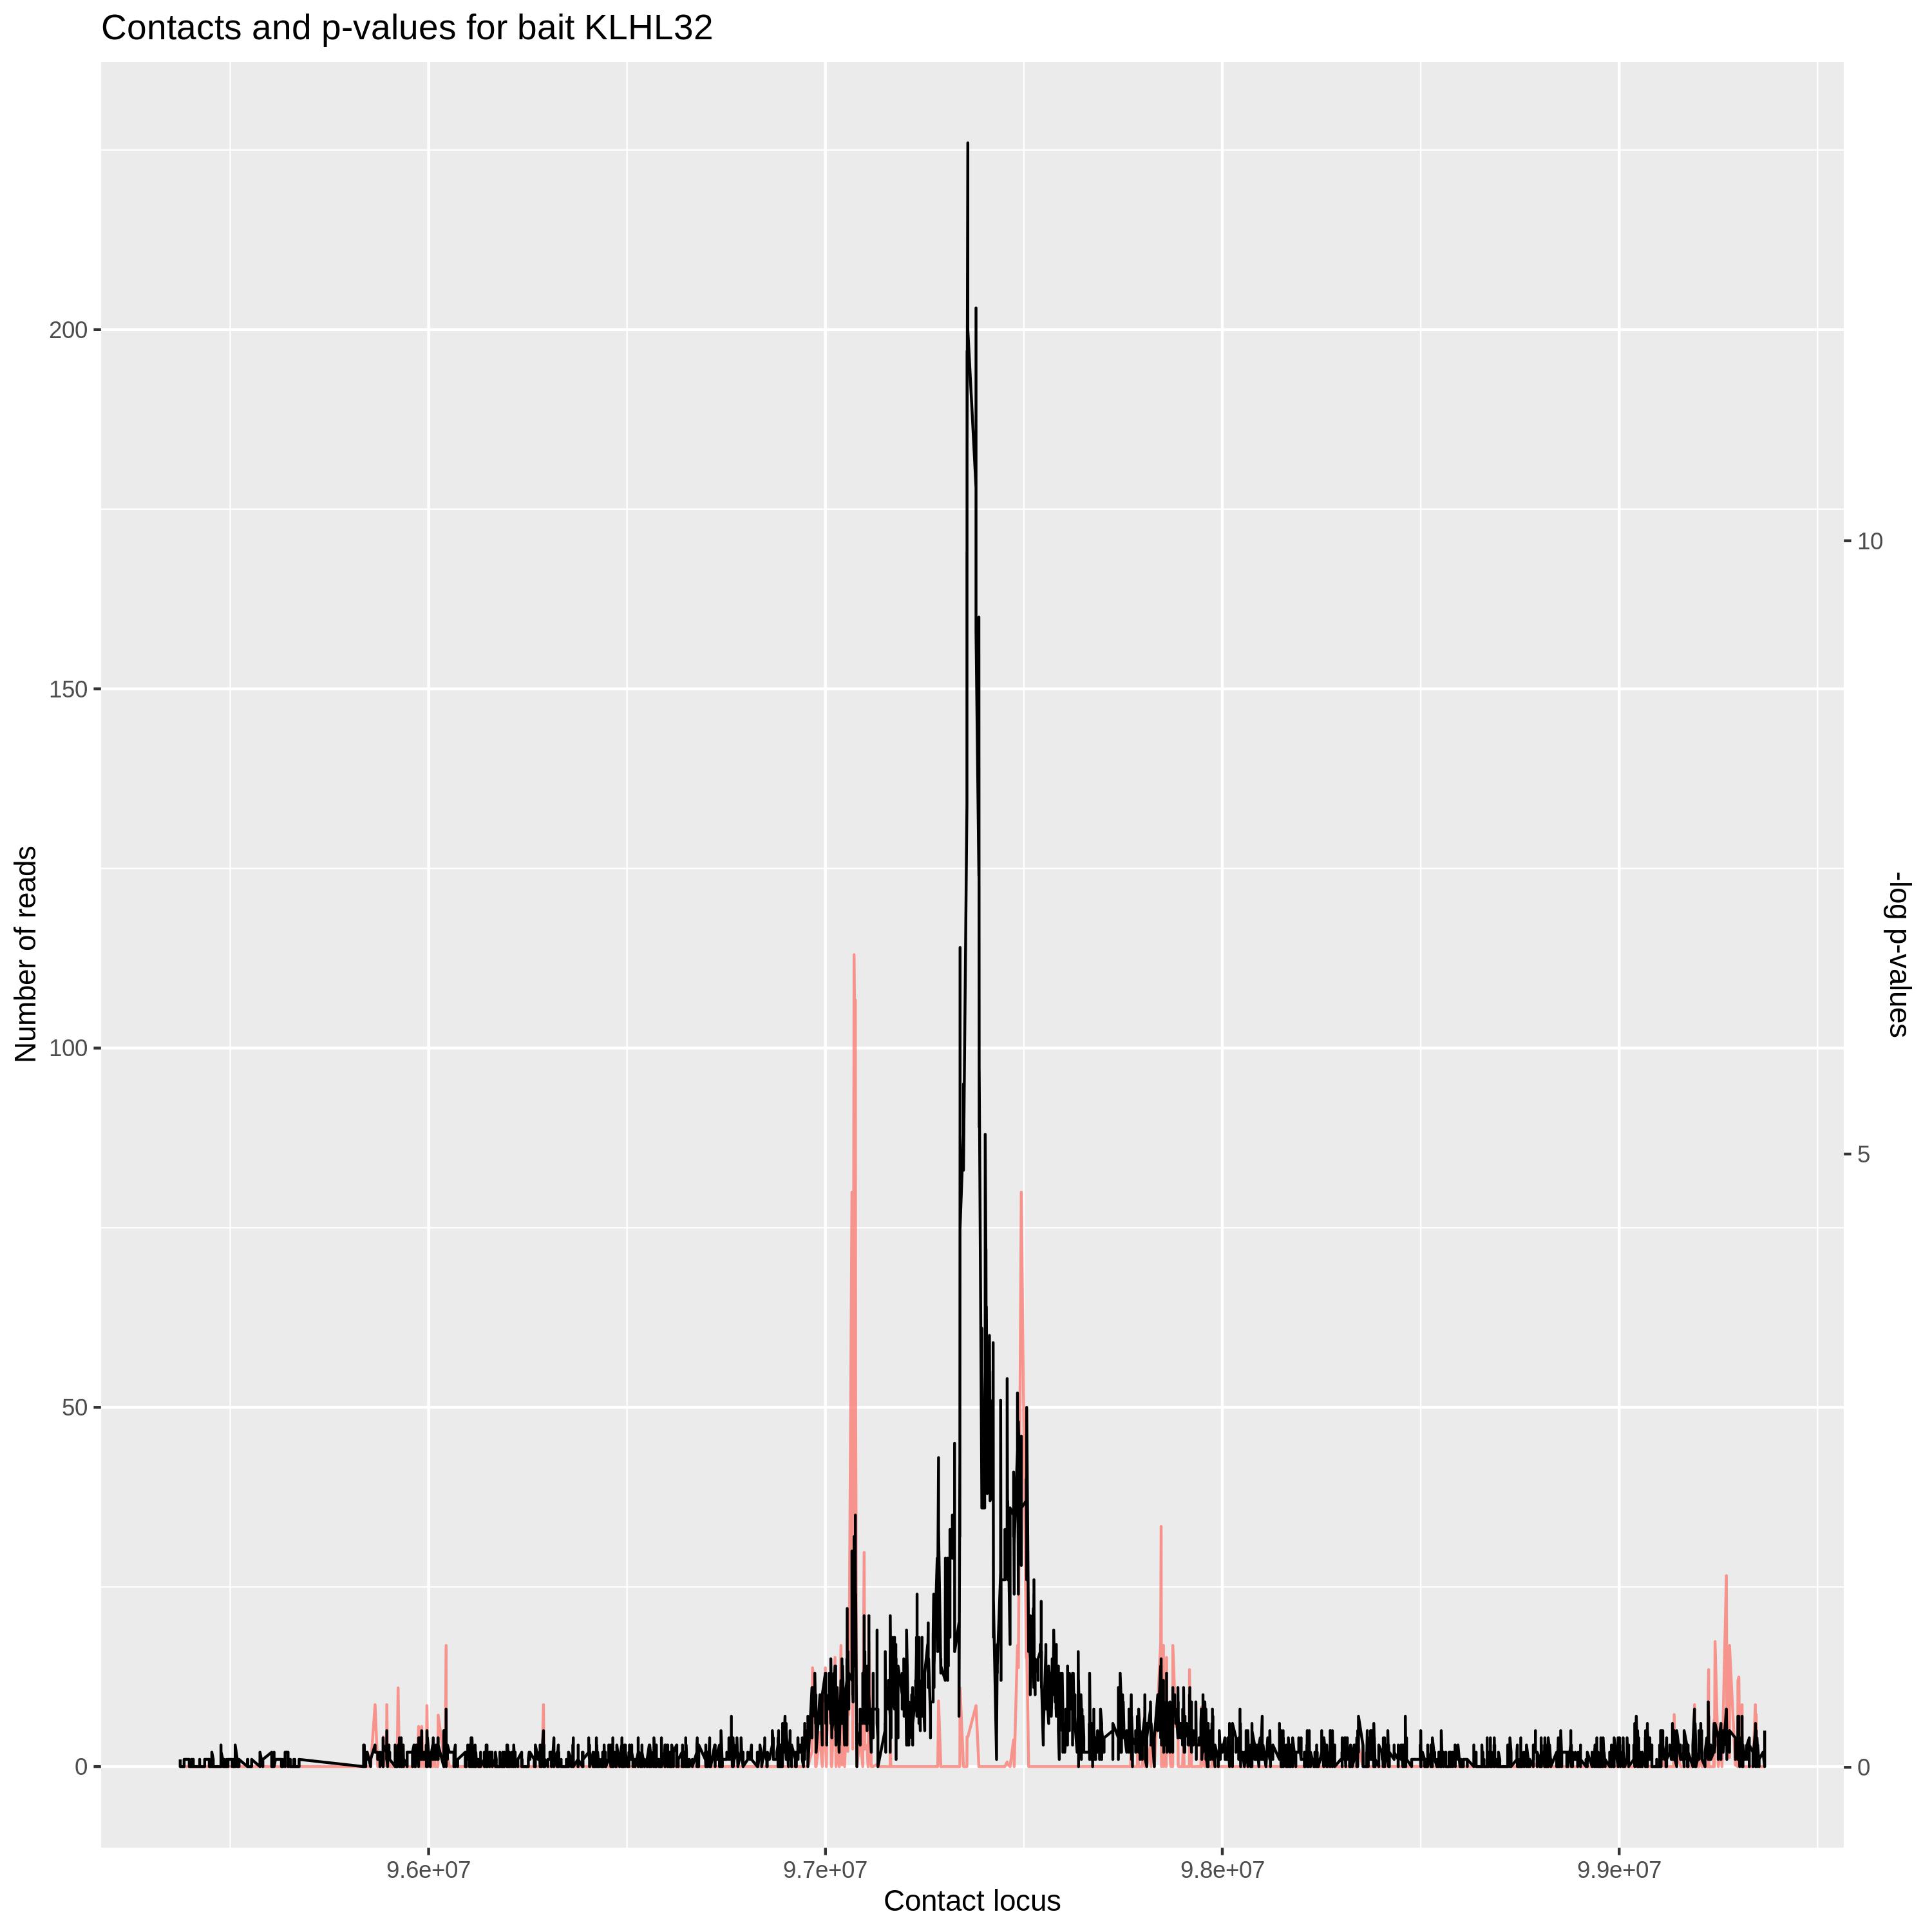 Contacts and p-values for bait KLHL32
Number of reads
200
150
100
50
0
10
5
0
-log p-values
9.6e+07
9.7e+07
9.8e+07
9.9e+07
Contact locus